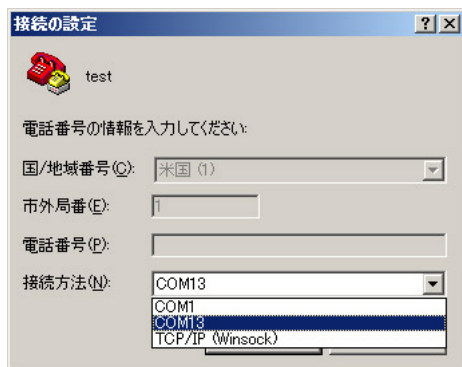 接続の設定
test
電話番号の情報を入力してください:
国/地域番号(C): 米国 (1)
市外局番(E): 1
電話番号(P):
接続方法(N): COM13
COM1
COM13
TCP/IP (Winsock)